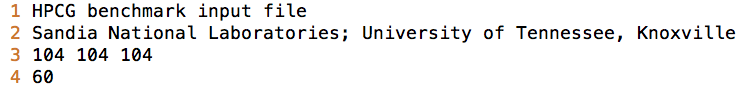 1 HPCG benchmark input file
2 Sandia National Laboratories; University of Tennessee, Knoxville
3 104 104 104
4 60